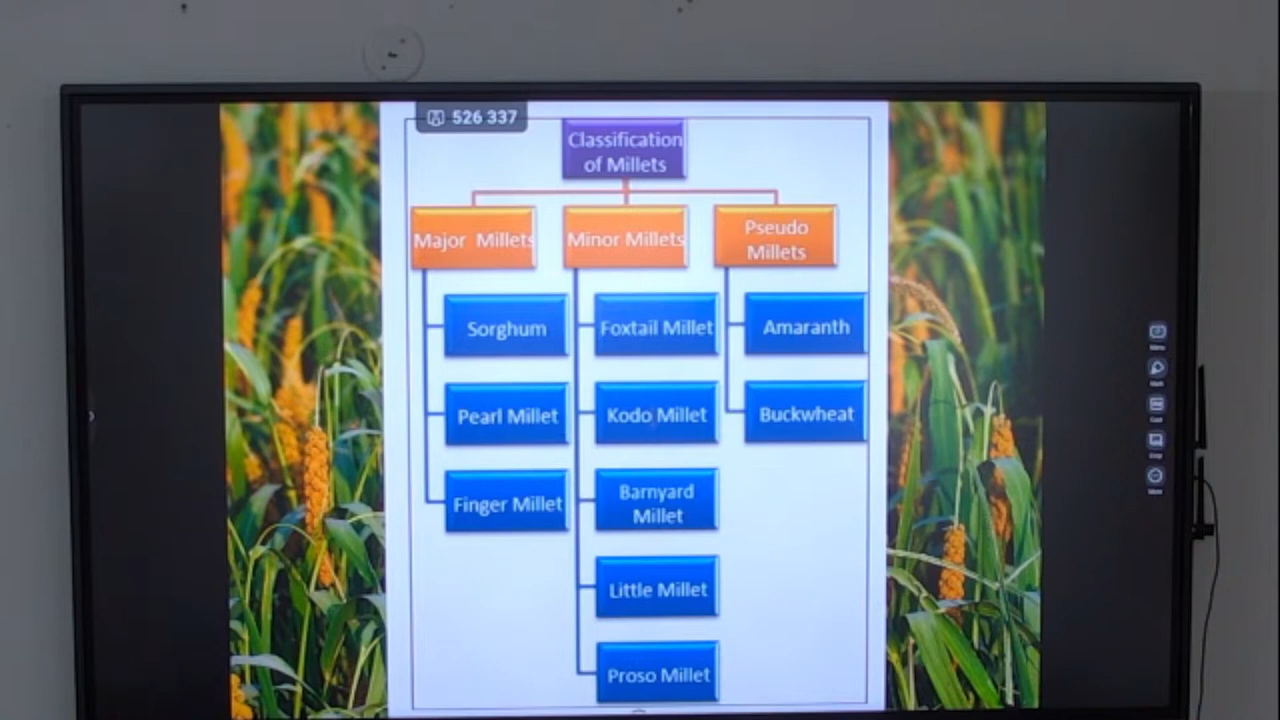 526 337
Classification
of Millets
Major Millets
Minor Millets
Pseudo
Millets
Sorghum
Foxtail Millet
Amaranth
Pearl Millet
Kodo Millet
Buckwheat
Finger Millet
Barnyard
Millet
Little Millet
Proso Millet